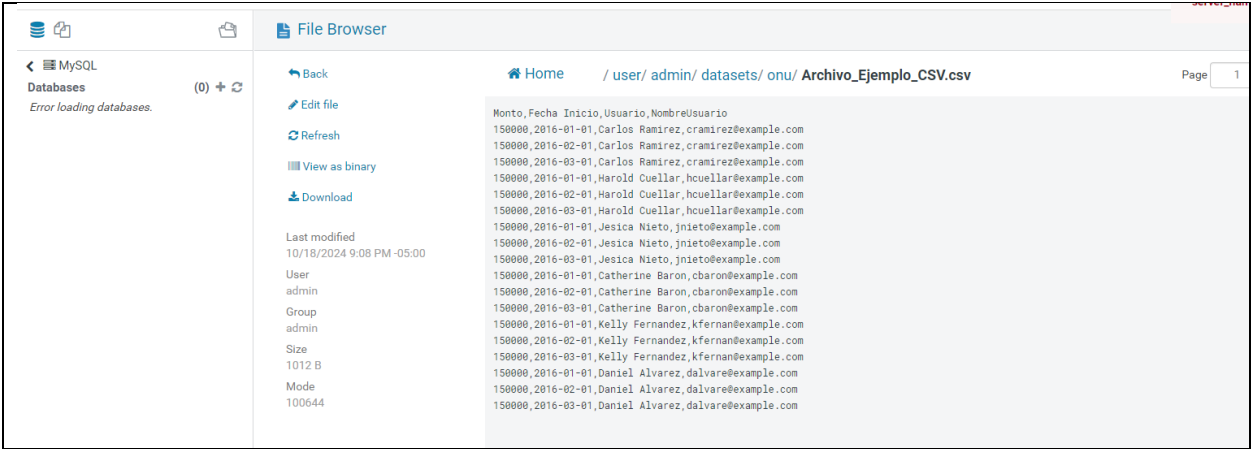 File Browser
MySQL
Databases (0)
Error loading databases.
Back
Edit file
Refresh
View as binary
Download
Last modified
10/18/2024 9:08 PM -05:00
User
admin
Group
admin
Size
1012 B
Mode
100644
Home / user/ admin/ datasets/ onu/ Archivo_Ejemplo_CSV.csv
Page 1
Monto,Fecha Inicio,Usuario,NombreUsuario
150000,2016-01-01,Carlos Ramirez,cramirez@example.com
150000,2016-02-01,Carlos Ramirez,cramirez@example.com
150000,2016-03-01,Carlos Ramirez,cramirez@example.com
150000,2016-01-01,Harold Cuellar,hcuellar@example.com
150000,2016-02-01,Harold Cuellar,hcuellar@example.com
150000,2016-03-01,Harold Cuellar,hcuellar@example.com
150000,2016-01-01,Jesica Nieto,jnieto@example.com
150000,2016-02-01,Jesica Nieto,jnieto@example.com
150000,2016-03-01,Jesica Nieto,jnieto@example.com
150000,2016-01-01,Catherine Baron,cbaron@example.com
150000,2016-02-01,Catherine Baron,cbaron@example.com
150000,2016-03-01,Catherine Baron,cbaron@example.com
150000,2016-01-01,Kelly Fernandez,kfernan@example.com
150000,2016-02-01,Kelly Fernandez,kfernan@example.com
150000,2016-03-01,Kelly Fernandez,kfernan@example.com
150000,2016-01-01,Daniel Alvarez,dalvare@example.com
150000,2016-02-01,Daniel Alvarez,dalvare@example.com
150000,2016-03-01,Daniel Alvarez,dalvare@example.com